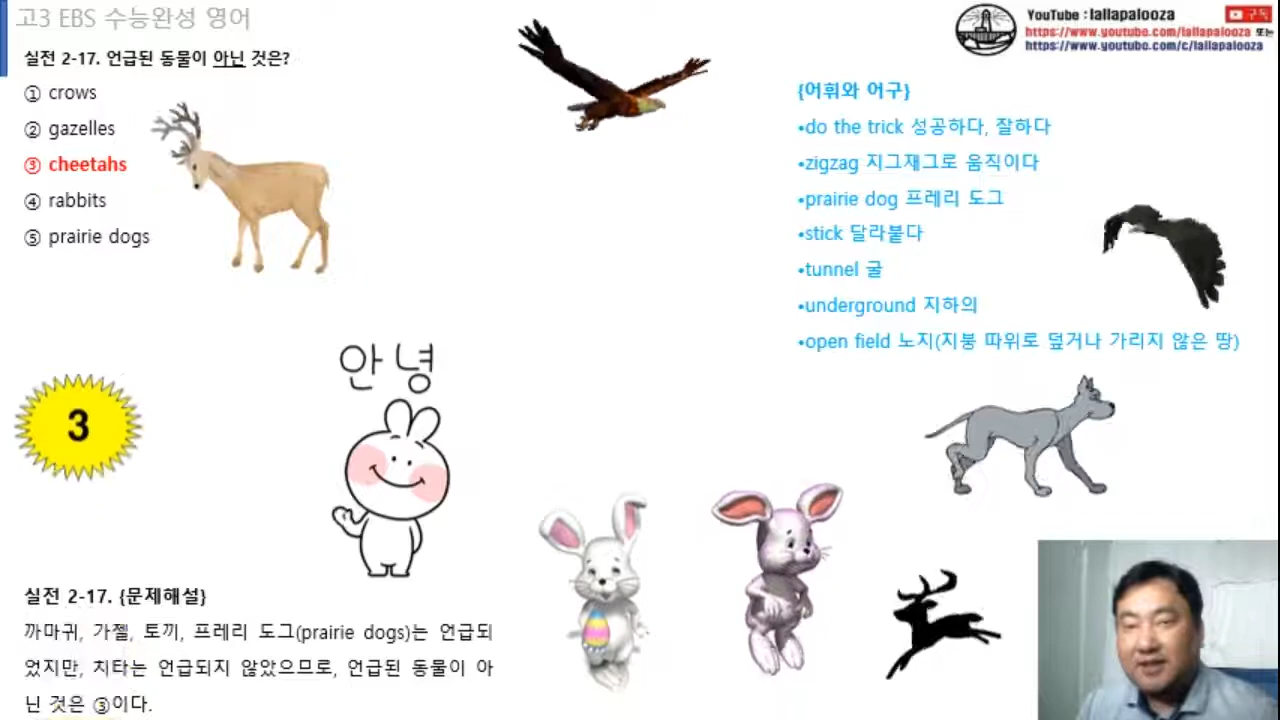 고3 EBS 수능완성 영어
YouTube : lallapalooza
구독
https://www.youtube.com/lallapalooza 또는
https://www.youtube.com/c/lallapalooza
실전 2-17. 언급된 동물이 아닌 것은?
① crows
② gazelles
③ cheetahs
④ rabbits
⑤ prairie dogs
{어휘와 어구}
•do the trick 성공하다, 잘하다
•zigzag 지그재그로 움직이다
•prairie dog 프레리 도그
•stick 달라붙다
•tunnel 굴
•underground 지하의
•open field 노지(지붕 따위로 덮거나 가리지 않은 땅)
안녕
3
실전 2-17. {문제해설}
까마귀, 가젤, 토끼, 프레리 도그(prairie dogs)는 언급되
었지만, 치타는 언급되지 않았으므로, 언급된 동물이 아
닌 것은 ③이다.